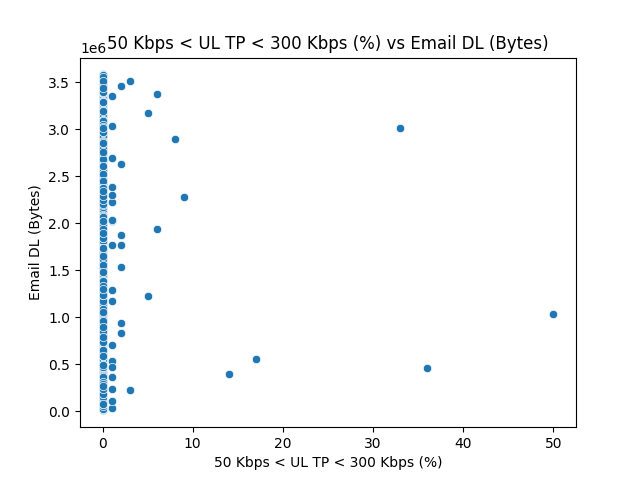 1e6
50 Kbps < UL TP < 300 Kbps (%) vs Email DL (Bytes)
3.5
3.0
2.5
2.0
1.5
1.0
0.5
0.0
Email DL (Bytes)
0 10 20 30 40 50
50 Kbps < UL TP < 300 Kbps (%)